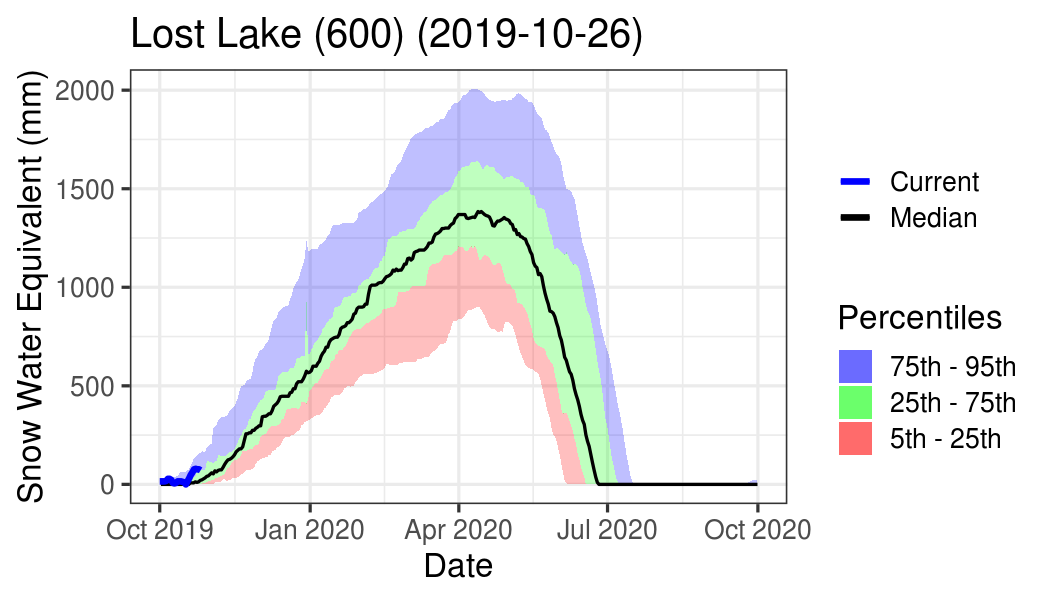 Lost Lake (600) (2019-10-26)
Snow Water Equivalent (mm)
2000
1500
1000
500
0
Oct 2019
Jan 2020
Apr 2020
Jul 2020
Oct 2020
Date
Current
Median
Percentiles
75th - 95th
25th - 75th
5th - 25th